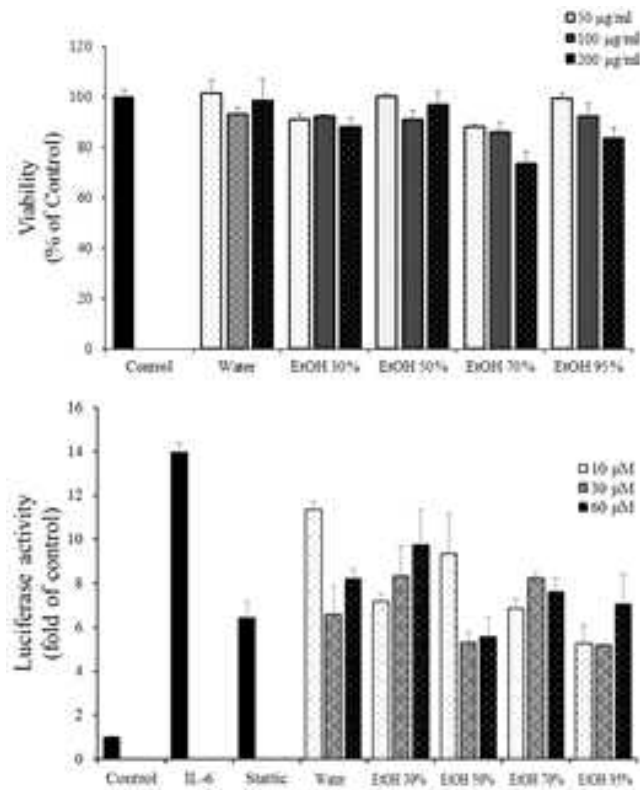 50 μg/ml
100 μg/ml
200 μg/ml
Viability
(% of Control)
120
100
80
60
40
20
0
Control Water EtOH 30% EtOH 50% EtOH 70% EtOH 95%
Luciferase activity
(fold of control)
16
14
12
10
8
6
4
2
0
10 μM
30 μM
60 μM
Control IL-6 Stattic Water EtOH 30% EtOH 50% EtOH 70% EtOH 95%